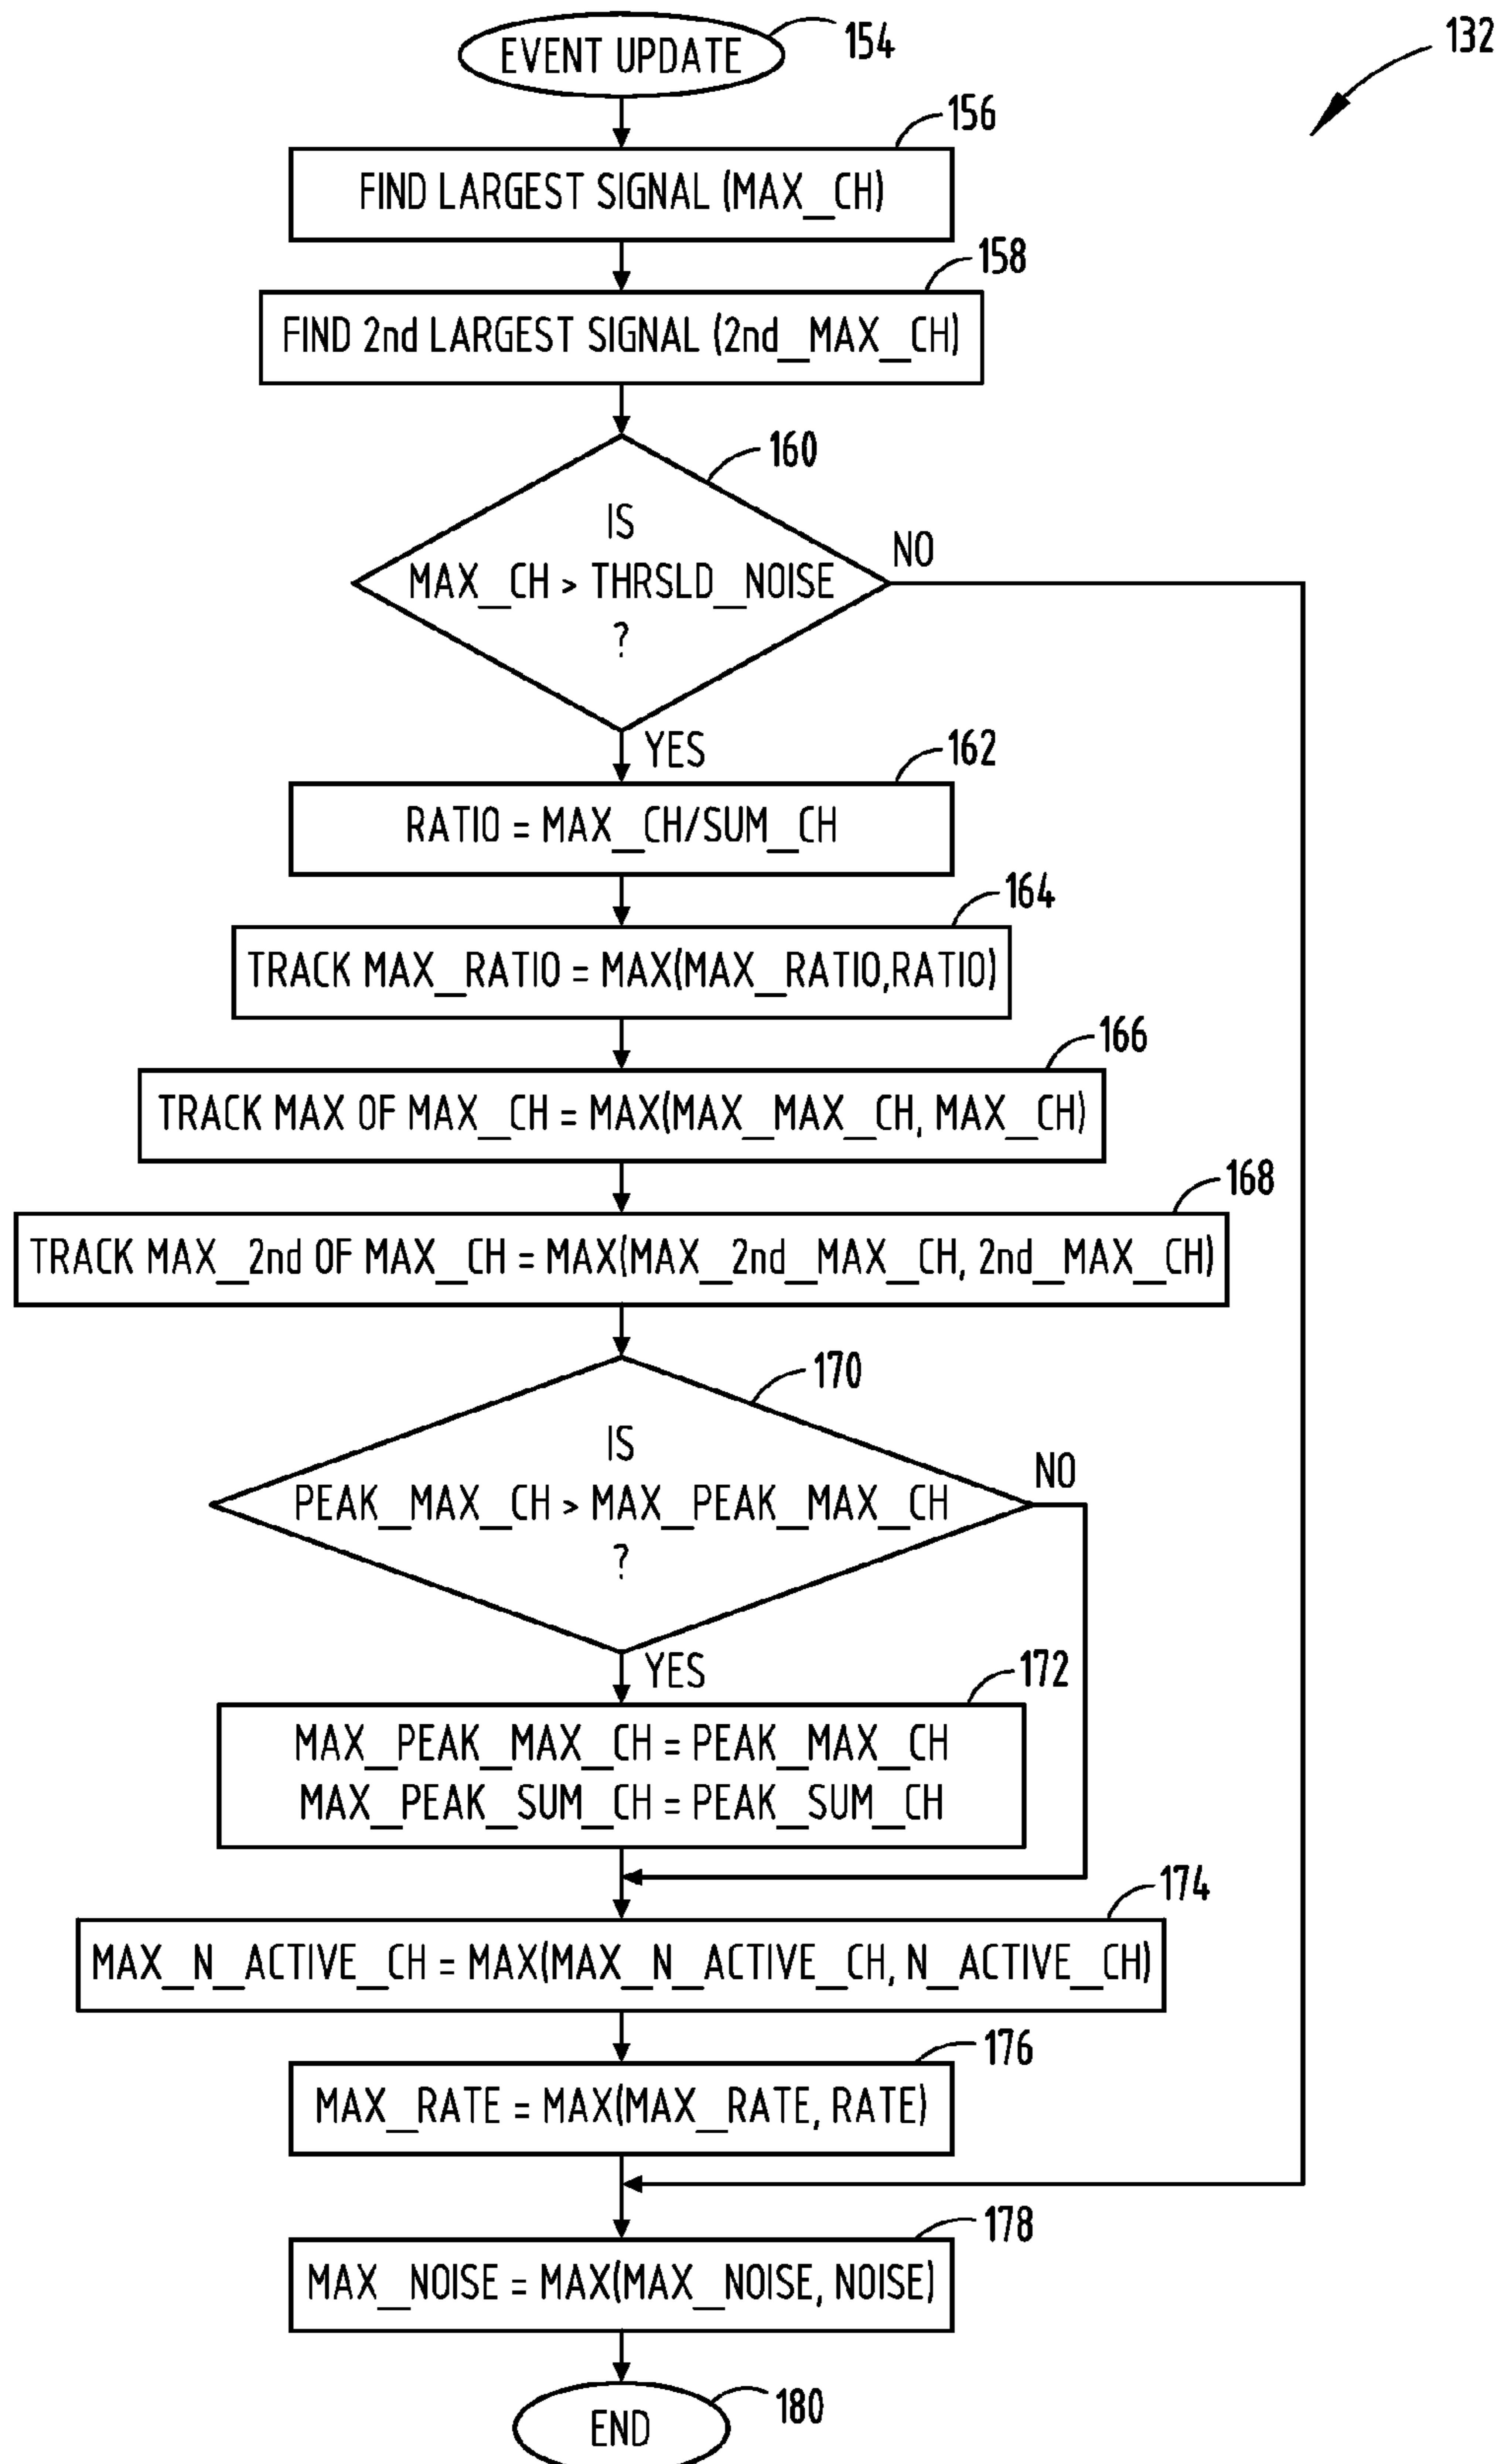 132
EVENT UPDATE
154
156
FIND LARGEST SIGNAL (MAX_CH)
158
FIND 2nd LARGEST SIGNAL (2nd_MAX_CH)
160
IS
MAX_CH > THRSLD_NOISE
?
NO
YES
162
RATIO = MAX_CH/SUM_CH
164
TRACK MAX_RATIO = MAX(MAX_RATIO,RATIO)
166
TRACK MAX OF MAX_CH = MAX(MAX_MAX_CH, MAX_CH)
168
TRACK MAX_2nd OF MAX_CH = MAX(MAX_2nd_MAX_CH, 2nd_MAX_CH)
170
IS
PEAK_MAX_CH > MAX_PEAK_MAX_CH
?
NO
YES
172
MAX_PEAK_MAX_CH = PEAK_MAX_CH
MAX_PEAK_SUM_CH = PEAK_SUM_CH
174
MAX_N_ACTIVE_CH = MAX(MAX_N_ACTIVE_CH, N_ACTIVE_CH)
176
MAX_RATE = MAX(MAX_RATE, RATE)
178
MAX_NOISE = MAX(MAX_NOISE, NOISE)
END
180